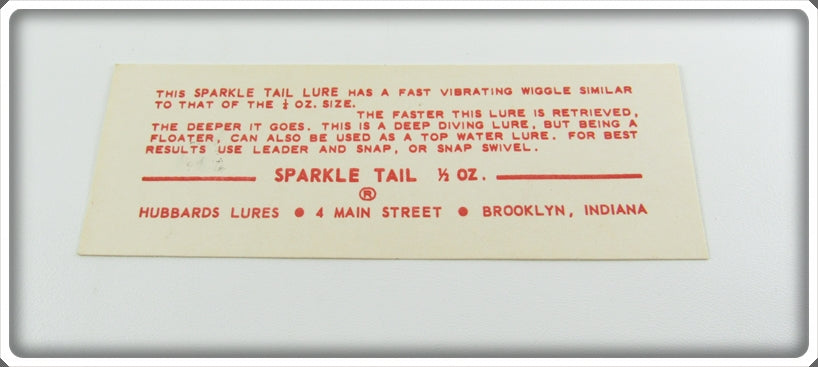 THIS SPARKLE TAIL LURE HAS A FAST VIBRATING WIGGLE SIMILAR
TO THAT OF THE OZ. SIZE.
THE FASTER THIS LURE IS RETRIEVED,
THE DEEPER IT GOES. THIS IS A DEEP DIVING LURE, BUT BEING A
FLOATER, CAN ALSO BE USED AS A TOP WATER LURE. FOR BEST
RESULTS USE LEADER AND SNAP, OR SNAP SWIVEL.
SPARKLE TAIL ½ OZ.
®
HUBBARDS LURES ● 4 MAIN STREET ● BROOKLYN, INDIANA